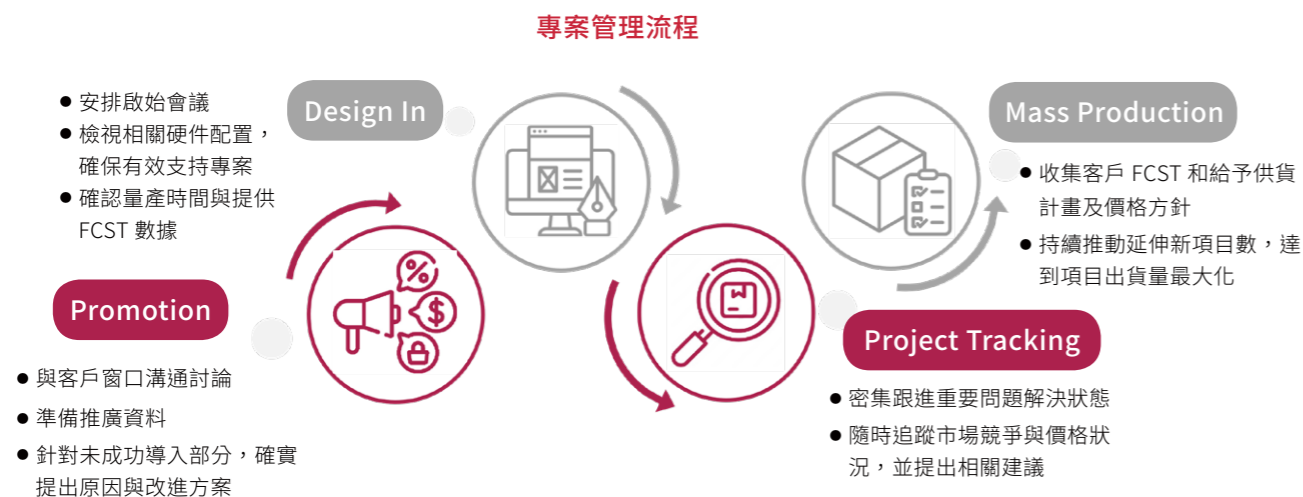 專案管理流程
Design In
● 安排啟始會議
● 檢視相關硬件配置，
確保有效支持專案
● 確認量產時間與提供
FCST 數據
Promotion
● 與客戶窗口溝通討論
● 準備推廣資料
● 針對未成功導入部分，確實
提出原因與改進方案
%
$
Mass Production
● 收集客戶 FCST 和給予供貨
計畫及價格方針
● 持續推動延伸新項目數，達
到項目出貨量最大化
Project Tracking
● 密集跟進重要問題解決狀態
● 隨時追蹤市場競爭與價格狀
況，並提出相關建議